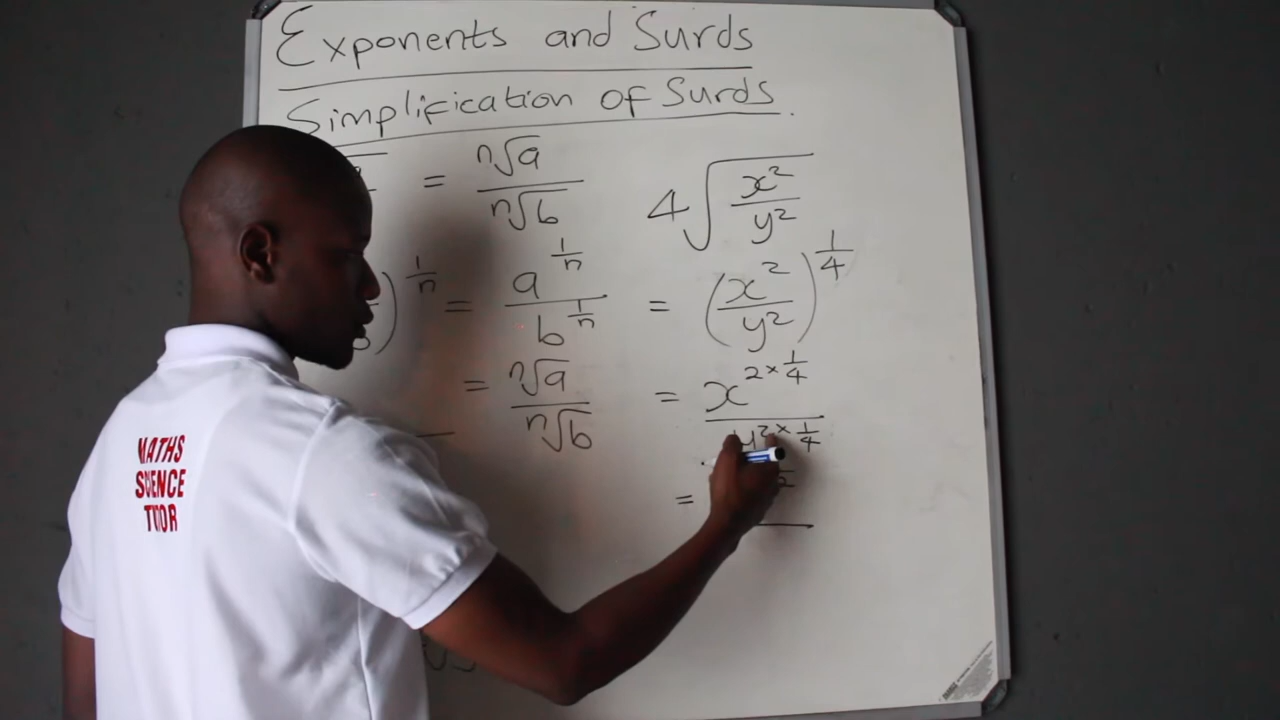 Exponents and Surds
Simplification of Surds.
= ⁿ√a / ⁿ√b
)^(1/n) = a^(1/n) / b^(1/n)
= ⁿ√a / ⁿ√b
4√(x² / y²)
= (x² / y²)^(1/4)
= x^(2×1/4) / y^(2×1/4)
=
MATHS
SCIENCE
TUTOR